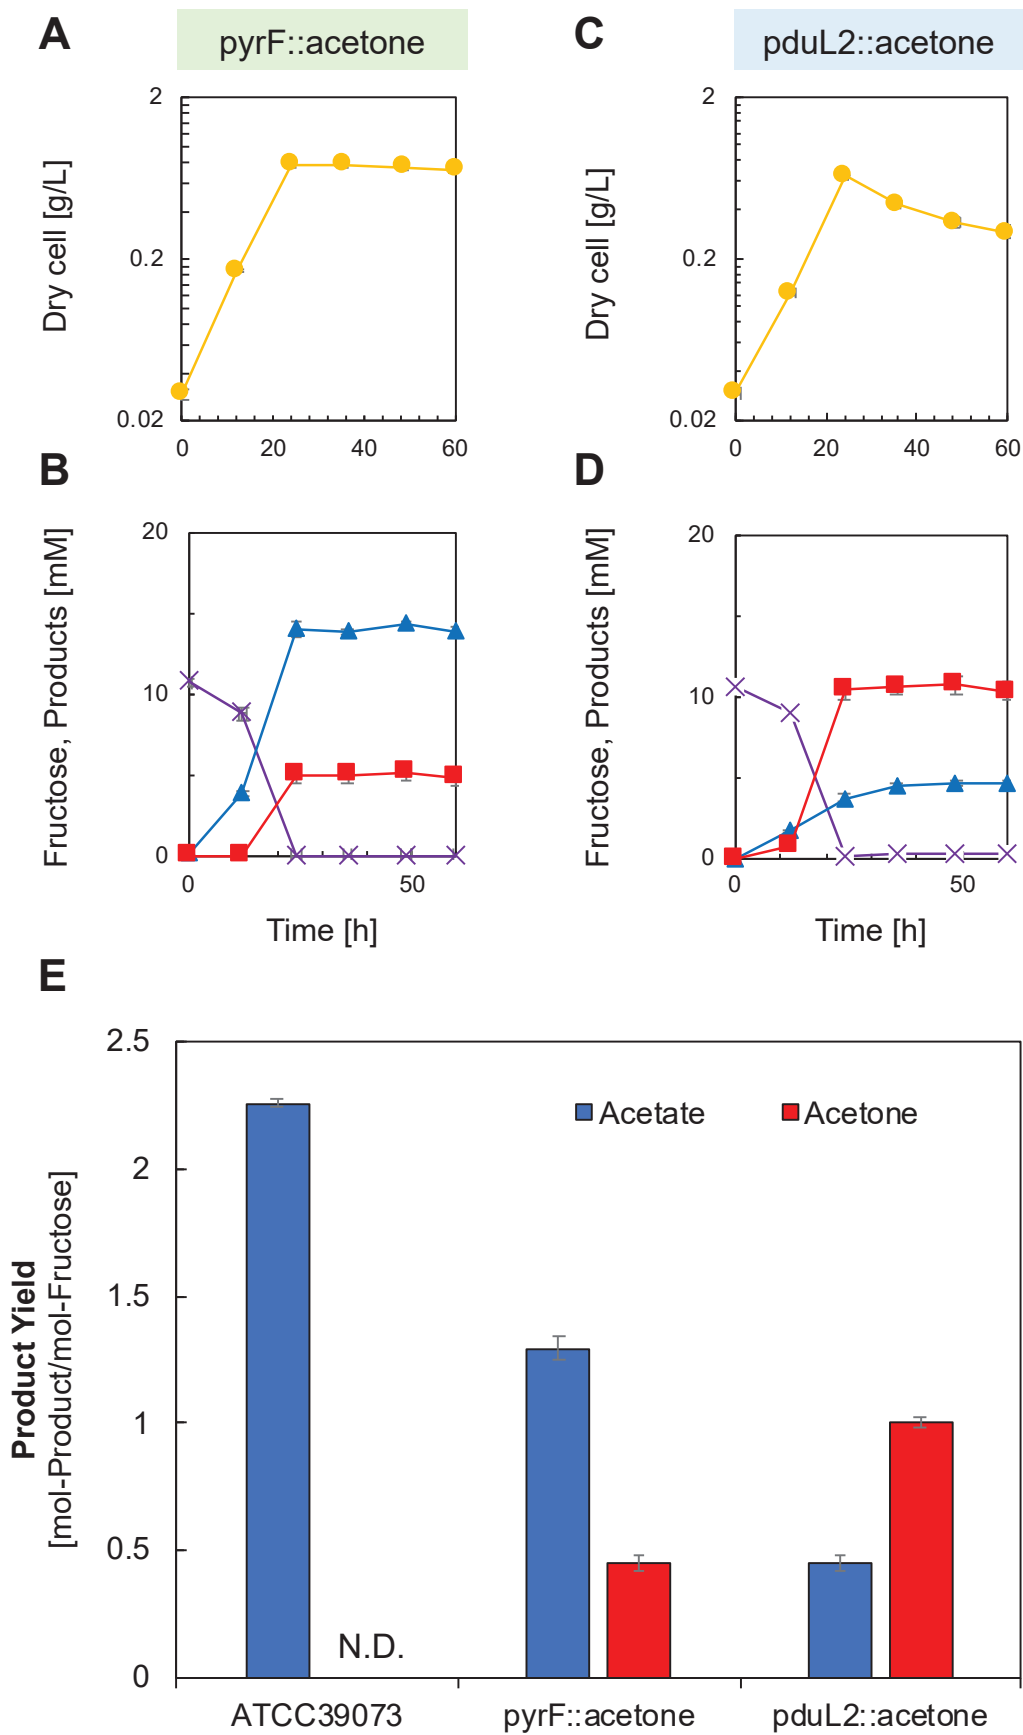 A
pyrF::acetone
C
pduL2::acetone
Dry cell [g/L]
2
0.2
0.02
0
20
40
60
Dry cell [g/L]
2
0.2
0.02
0
20
40
60
B
Fructose, Products [mM]
20
10
0
0
50
Time [h]
D
Fructose, Products [mM]
20
10
0
0
50
Time [h]
E
Product Yield
[mol-Product/mol-Fructose]
2.5
2
1.5
1
0.5
0
Acetate
Acetone
N.D.
ATCC39073
pyrF::acetone
pduL2::acetone